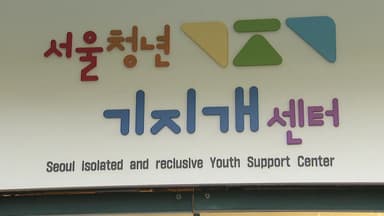 서울청년
기지개 센터
Seoul Isolated and reclusive Youth Support Center